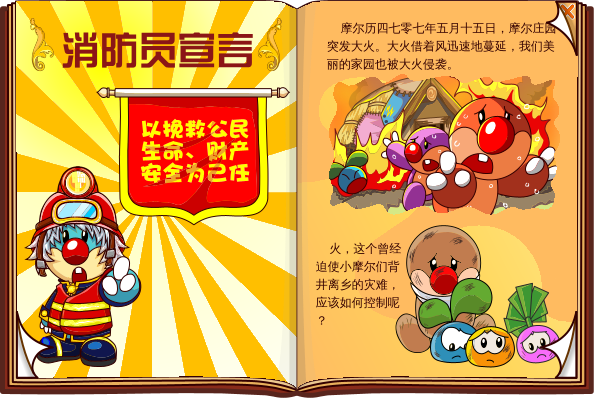 消防员宣言
以挽救公民
生命、财产
安全为己任
摩尔历四七零七年五月十五日，摩尔庄园
突发大火。大火借着风迅速地蔓延，我们美
丽的家园也被大火侵袭。
火，这个曾经
迫使小摩尔们背
井离乡的灾难，
应该如何控制呢
？